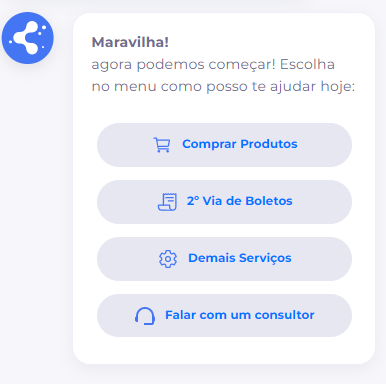 Maravilha!
agora podemos começar! Escolha
no menu como posso te ajudar hoje:
Comprar Produtos
2º Via de Boletos
Demais Serviços
Falar com um consultor